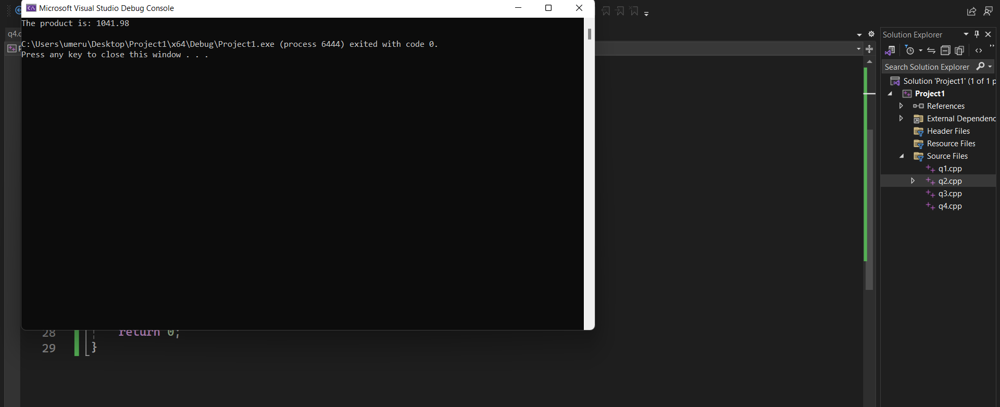 Microsoft Visual Studio Debug Console
The product is: 1041.98
C:\Users\umeru\Desktop\Project1\x64\Debug\Project1.exe (process 6444) exited with code 0.
Press any key to close this window . . .
q4.c
28 return 0;
29 }
Solution Explorer
Search Solution Explorer
Solution 'Project1' (1 of 1 p
Project1
References
External Dependenc
Header Files
Resource Files
Source Files
q1.cpp
q2.cpp
q3.cpp
q4.cpp